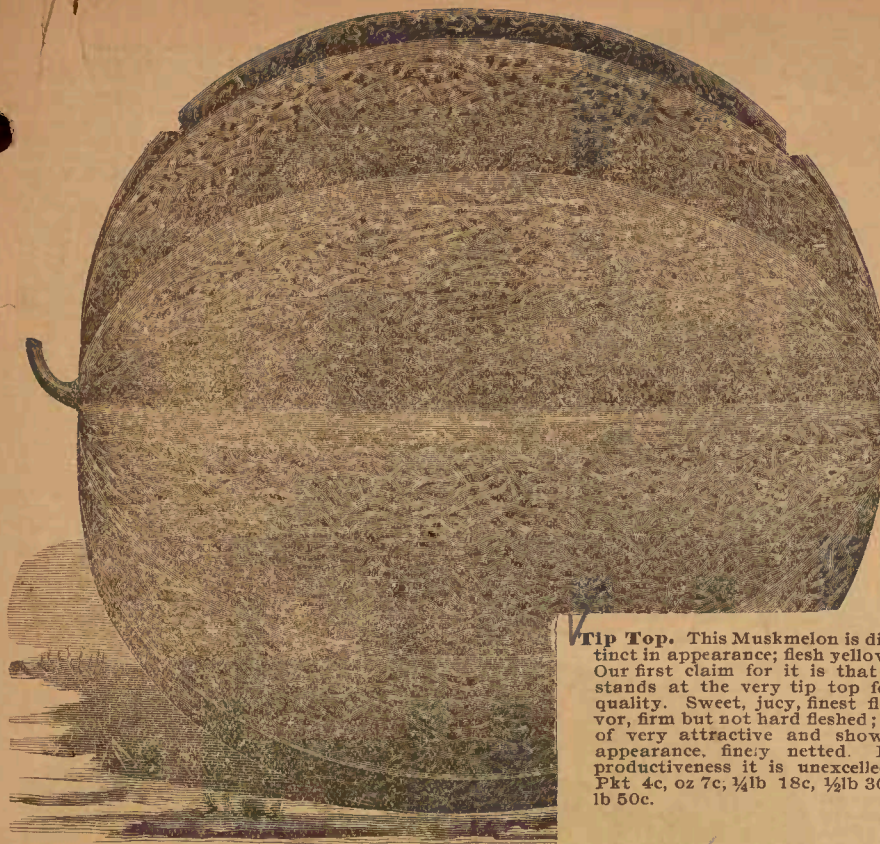 Tip Top. This Muskmelon is di
tinct in appearance; flesh yellov
Our first claim for it is that
stands at the very tip top fo
quality. Sweet, jucy, finest fl
vor, firm but not hard fleshed;
of very attractive and show
appearance, finely netted. I
productiveness it is unexcelle
Pkt 4c, oz 7c; ¼lb 18c, ½lb 30
lb 50c.